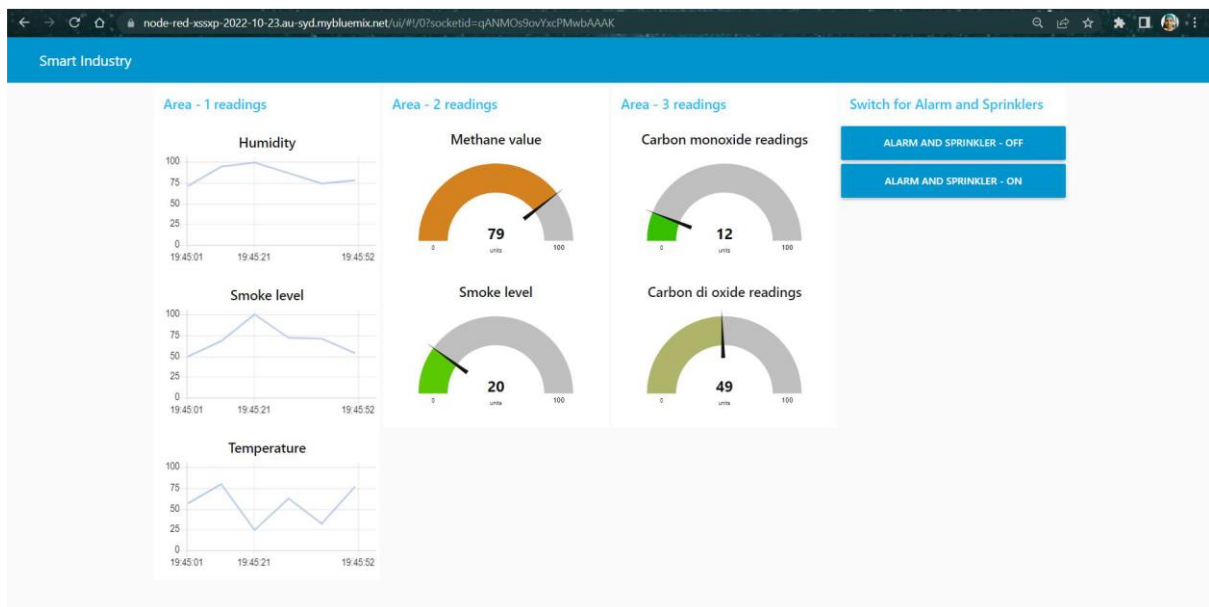 node-red-xssxp-2022-10-23.au-syd.mybluemix.net/ui/#!/0?socketid=qANMOs9ovYxcPMwbAAAK
Smart Industry
Area - 1 readings
Humidity
100
75
50
25
0
19:45:01 19:45:21 19:45:52
Smoke level
100
75
50
25
0
19:45:01 19:45:21 19:45:52
Temperature
100
75
50
25
0
19:45:01 19:45:21 19:45:52
Area - 2 readings
Methane value
79
0 units 100
Smoke level
20
0 units 100
Area - 3 readings
Carbon monoxide readings
12
0 units 100
Carbon di oxide readings
49
0 units 100
Switch for Alarm and Sprinklers
ALARM AND SPRINKLER - OFF
ALARM AND SPRINKLER - ON